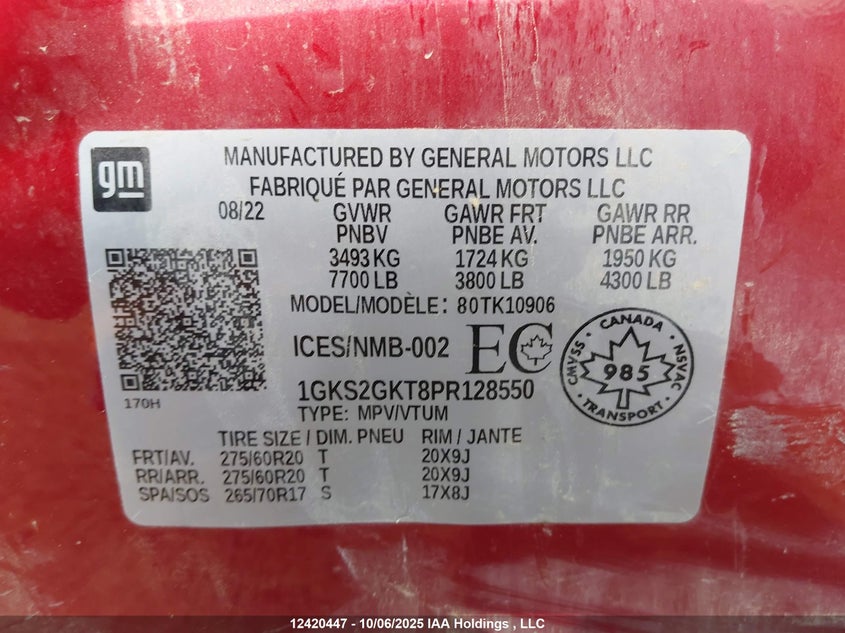 gm
MANUFACTURED BY GENERAL MOTORS LLC
FABRIQUÉ PAR GENERAL MOTORS LLC
08/22 GVWR GAWR FRT GAWR RR
PNBV PNBE AV. PNBE ARR.
3493 KG 1724 KG 1950 KG
7700 LB 3800 LB 4300 LB
MODEL/MODÈLE: 80TK10906
ICES/NMB-002 EC
CANADA
CMVSS 985 NSVAC
TRANSPORT
1GKS2GKT8PR128550
170H
TYPE: MPV/VTUM
TIRE SIZE / DIM. PNEU RIM / JANTE
FRT/AV. 275/60R20 T 20X9J
RR/ARR. 275/60R20 T 20X9J
SPA/SOS 265/70R17 S 17X8J
12420447 - 10/06/2025 IAA Holdings , LLC